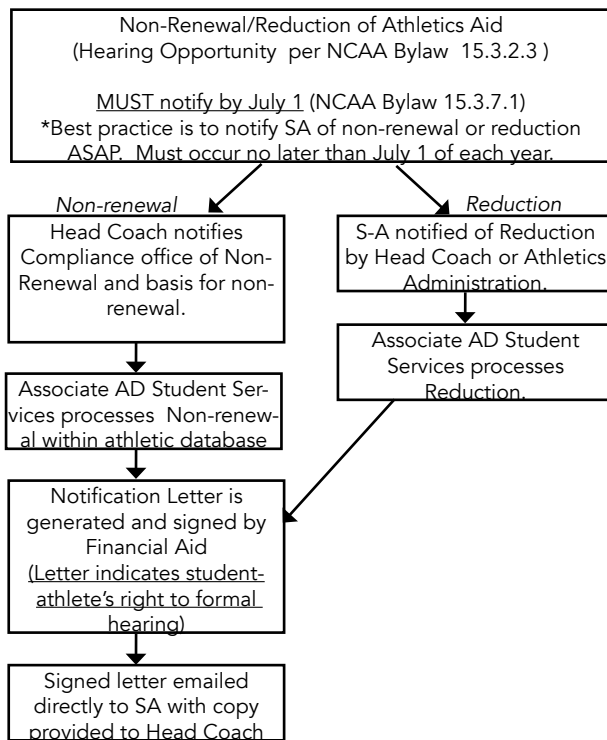 Non-Renewal/Reduction of Athletics Aid
(Hearing Opportunity per NCAA Bylaw 15.3.2.3 )
MUST notify by July 1 (NCAA Bylaw 15.3.7.1)
*Best practice is to notify SA of non-renewal or reduction
ASAP. Must occur no later than July 1 of each year.
Non-renewal
Head Coach notifies
Compliance office of Non-
Renewal and basis for non-
renewal.
Associate AD Student Ser-
vices processes Non-renew-
al within athletic database
Reduction
S-A notified of Reduction
by Head Coach or Athletics
Administration.
Associate AD Student
Services processes
Reduction.
Notification Letter is
generated and signed by
Financial Aid
(Letter indicates student-
athlete's right to formal
hearing)
Signed letter emailed
directly to SA with copy
provided to Head Coach